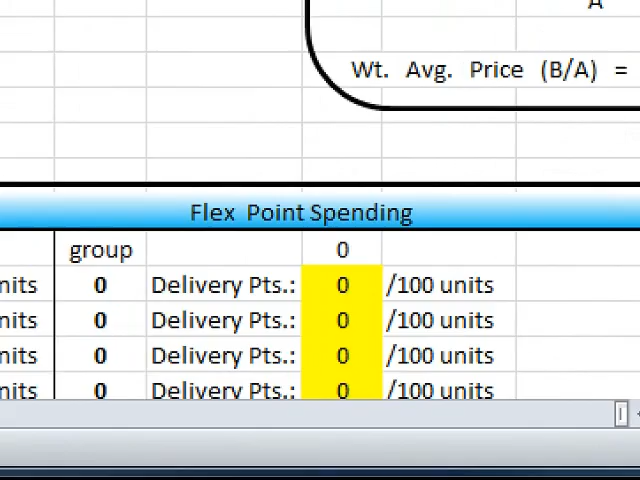 A
Wt. Avg. Price (B/A) =
Flex Point Spending
group 0
nits 0 Delivery Pts.: 0 /100 units
nits 0 Delivery Pts.: 0 /100 units
nits 0 Delivery Pts.: 0 /100 units
nits 0 Delivery Pts.: 0 /100 units